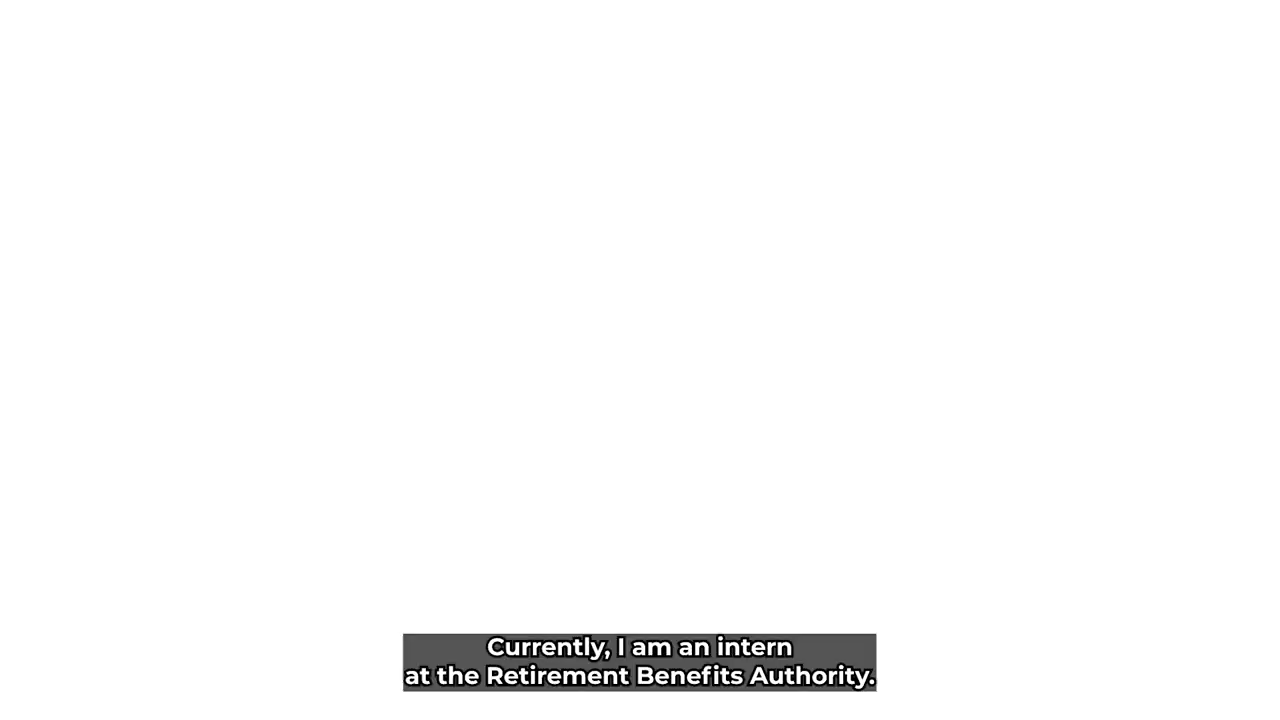 Currently, I am an intern
at the Retirement Benefits Authority.